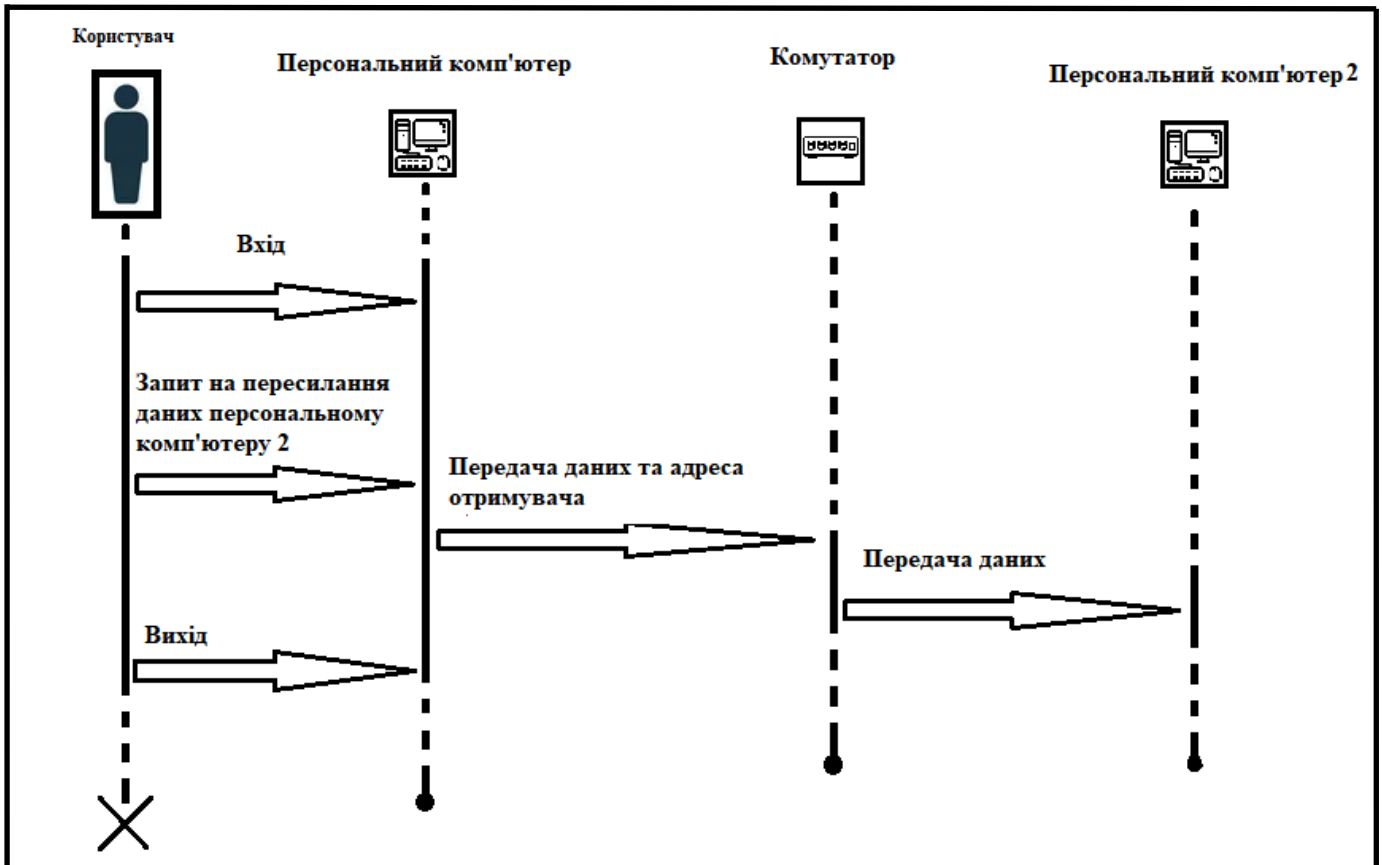 Користувач
Персональний комп'ютер
Комутатор
Персональний комп'ютер 2
Вхід
Запит на пересилання
даних персональному
комп'ютеру 2
Передача даних та адреса
отримувача
Передача даних
Вихід